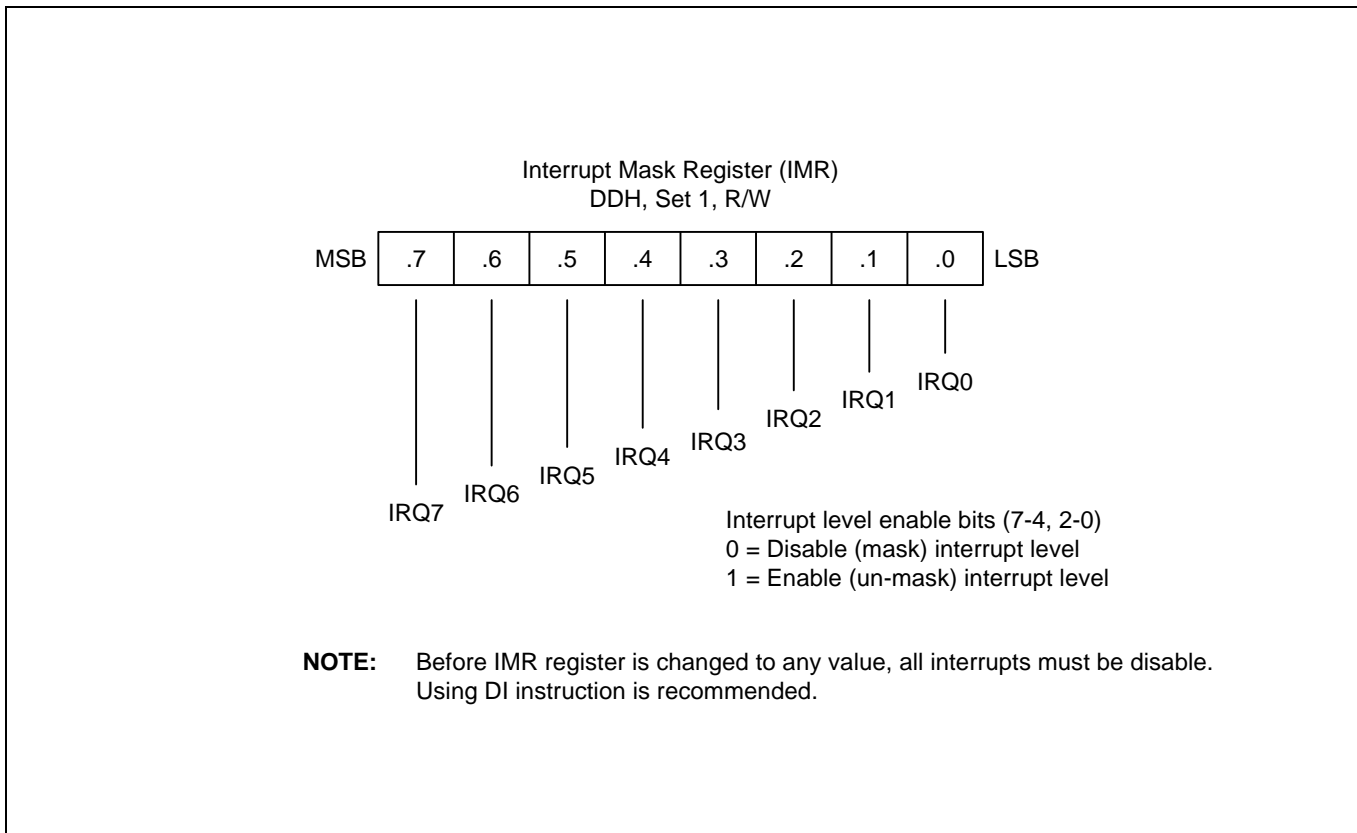 Interrupt Mask Register (IMR)
DDH, Set 1, R/W
MSB .7 .6 .5 .4 .3 .2 .1 .0 LSB
IRQ7 IRQ6 IRQ5 IRQ4 IRQ3 IRQ2 IRQ1 IRQ0
Interrupt level enable bits (7-4, 2-0)
0 = Disable (mask) interrupt level
1 = Enable (un-mask) interrupt level
NOTE: Before IMR register is changed to any value, all interrupts must be disable.
Using DI instruction is recommended.